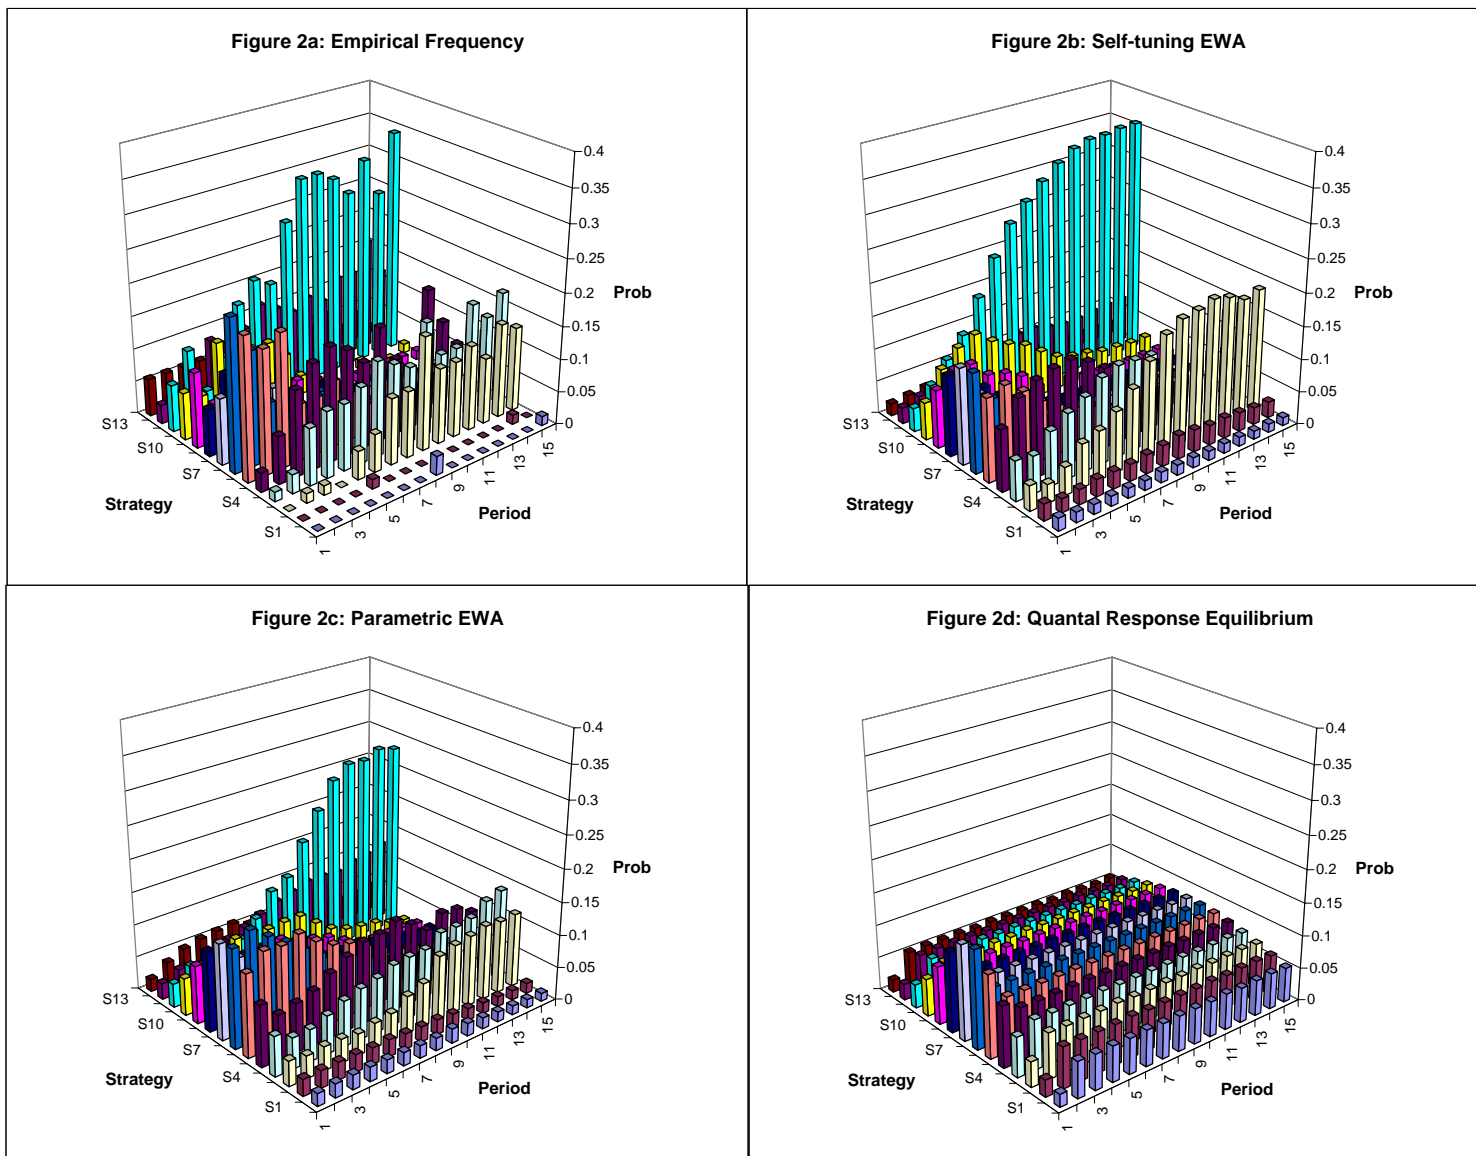 Figure 2a: Empirical Frequency
0.4
0.35
0.3
0.25
0.2
0.15
0.1
0.05
0
Prob
S13
S10
S7
S4
S1
Strategy
1
3
5
7
9
11
13
15
Period
Figure 2b: Self-tuning EWA
0.4
0.35
0.3
0.25
0.2
0.15
0.1
0.05
0
Prob
S13
S10
S7
S4
S1
Strategy
1
3
5
7
9
11
13
15
Period
Figure 2c: Parametric EWA
0.4
0.35
0.3
0.25
0.2
0.15
0.1
0.05
0
Prob
S13
S10
S7
S4
S1
Strategy
1
3
5
7
9
11
13
15
Period
Figure 2d: Quantal Response Equilibrium
0.4
0.35
0.3
0.25
0.2
0.15
0.1
0.05
0
Prob
S13
S10
S7
S4
S1
Strategy
1
3
5
7
9
11
13
15
Period